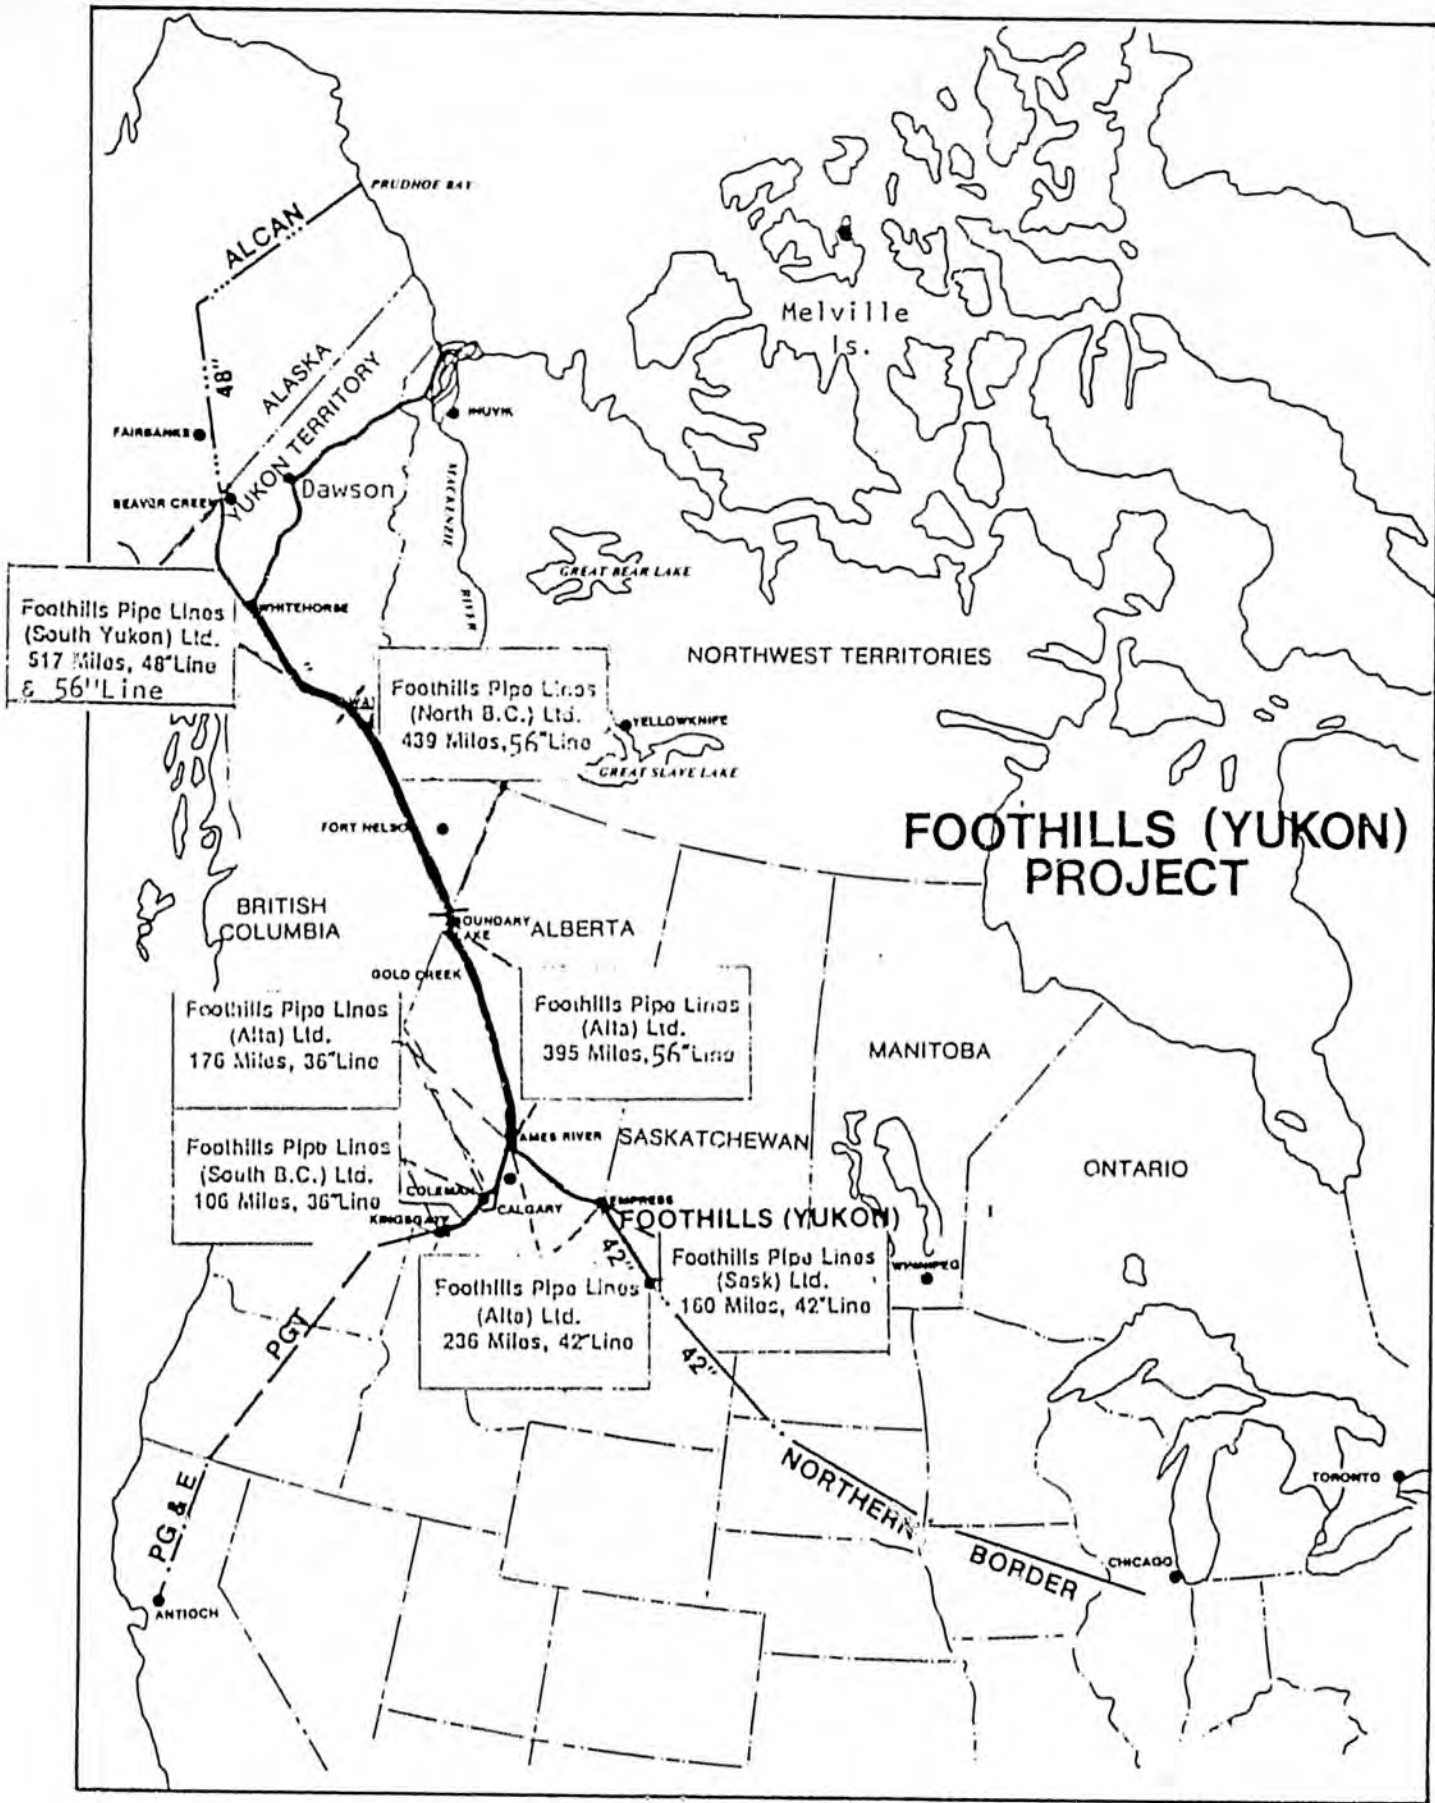 PRUDHOE BAY
ALCAN
Melville
Is.
48"
ALASKA
YUKON TERRITORY
INUVIK
FAIRBANKS
Dawson
BEAVER CREEK
MACKENZIE
RIVER
GREAT BEAR LAKE
WHITEHORSE
Foothills Pipe Lines
(South Yukon) Ltd.
517 Miles, 48"Line
& 56"Line
NORTHWEST TERRITORIES
Foothills Pipe Lines
(North B.C.) Ltd.
439 Miles, 56"Line
YELLOWKNIFE
GREAT SLAVE LAKE
FORT NELSO
FOOTHILLS (YUKON)
PROJECT
BRITISH
COLUMBIA
OUNDARY
LAKE
ALBERTA
GOLD CREEK
Foothills Pipe Lines
(Alta) Ltd.
176 Miles, 36"Line
Foothills Pipe Lines
(Alta) Ltd.
395 Miles, 56"Line
MANITOBA
AMES RIVER
SASKATCHEWAN
ONTARIO
Foothills Pipe Lines
(South B.C.) Ltd.
106 Miles, 36"Line
COLEMAN
CALGARY
KINGSGATE
EMPRESS
FOOTHILLS (YUKON)
42"
Foothills Pipe Lines
(Alta) Ltd.
236 Miles, 42"Line
Foothills Pipe Lines
(Sask) Ltd.
160 Miles, 42"Line
WINNIPEG
PGT
42"
NORTHERN
BORDER
TORONTO
CHICAGO
PG & E
ANTIOCH